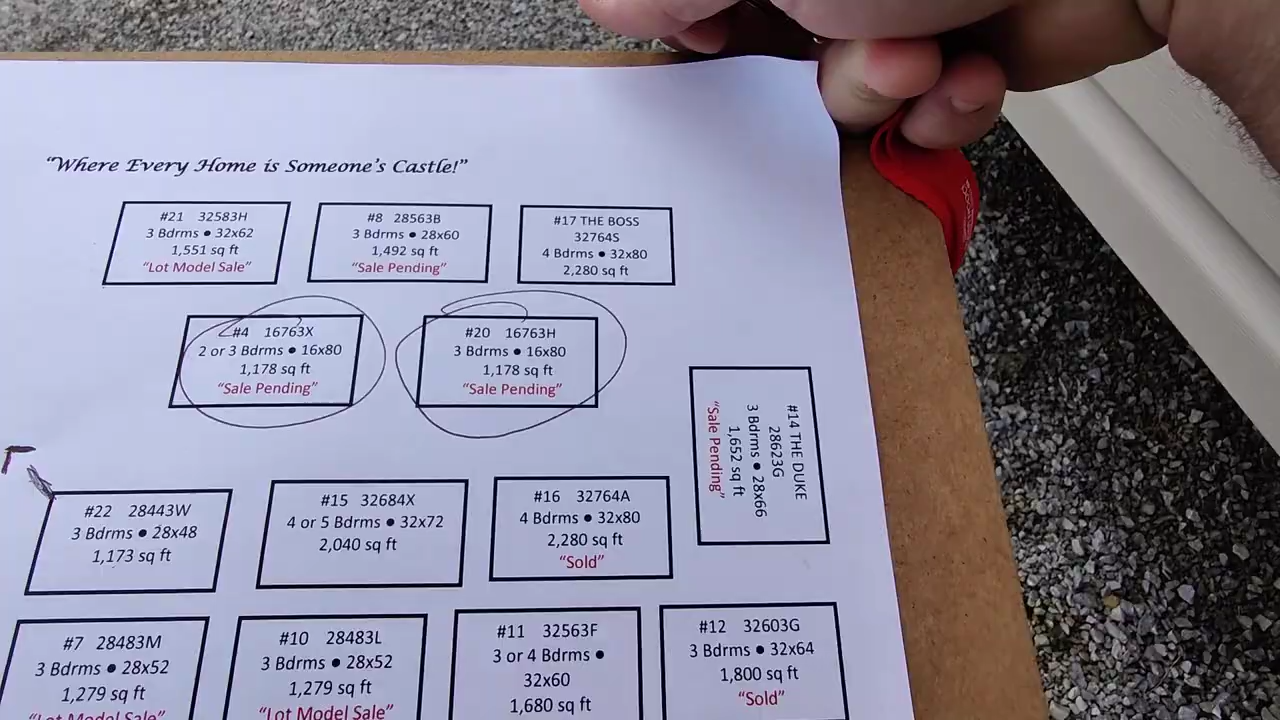 “Where Every Home is Someone’s Castle!”
#21 32583H
3 Bdrms • 32x62
1,551 sq ft
“Lot Model Sale”
#8 28563B
3 Bdrms • 28x60
1,492 sq ft
“Sale Pending”
#17 THE BOSS
32764S
4 Bdrms • 32x80
2,280 sq ft
#4 16763X
2 or 3 Bdrms • 16x80
1,178 sq ft
“Sale Pending”
#20 16763H
3 Bdrms • 16x80
1,178 sq ft
“Sale Pending”
#14 THE DUKE
28623G
3 Bdrms • 28x66
1,652 sq ft
“Sale Pending”
#22 28443W
3 Bdrms • 28x48
1,173 sq ft
#15 32684X
4 or 5 Bdrms • 32x72
2,040 sq ft
#16 32764A
4 Bdrms • 32x80
2,280 sq ft
“Sold”
#7 28483M
3 Bdrms • 28x52
1,279 sq ft
“Lot Model Sale”
#10 28483L
3 Bdrms • 28x52
1,279 sq ft
“Lot Model Sale”
#11 32563F
3 or 4 Bdrms •
32x60
1,680 sq ft
#12 32603G
3 Bdrms • 32x64
1,800 sq ft
“Sold”